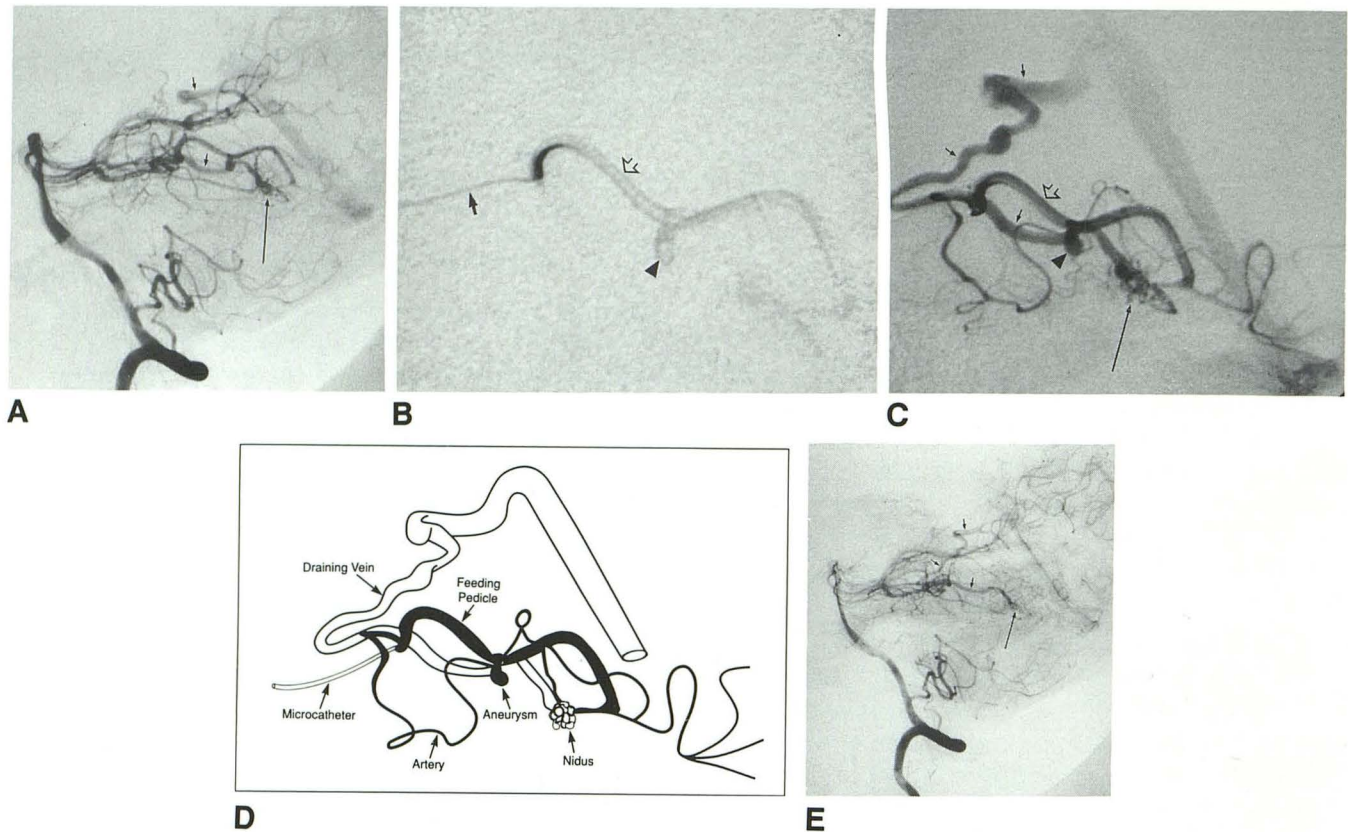 A
B
C
Draining Vein
Feeding
Pedicle
Microcatheter
Aneurysm
Artery
Nidus
D
E